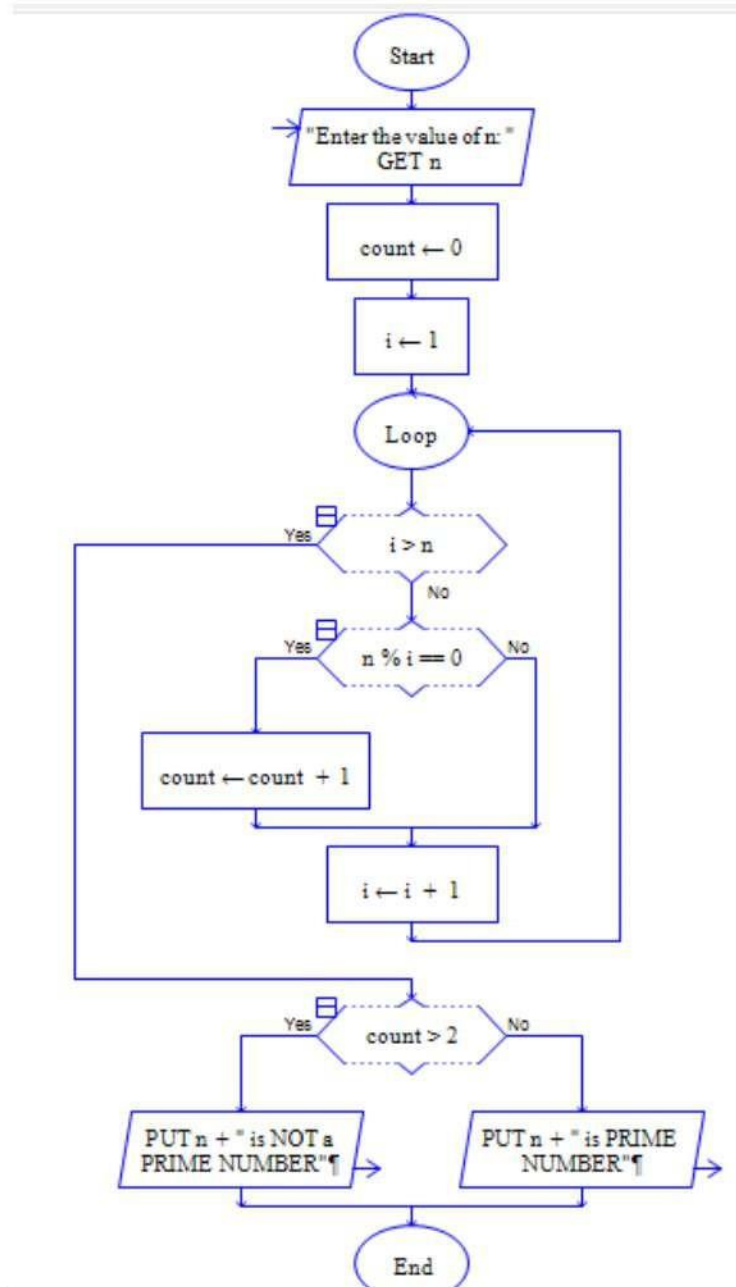 Start
"Enter the value of n: "
GET n
count ← 0
i ← 1
Loop
Yes
i > n
No
Yes
n % i == 0
No
count ← count + 1
i ← i + 1
Yes
count > 2
No
PUT n + " is NOT a
PRIME NUMBER"¶
PUT n + " is PRIME
NUMBER"¶
End